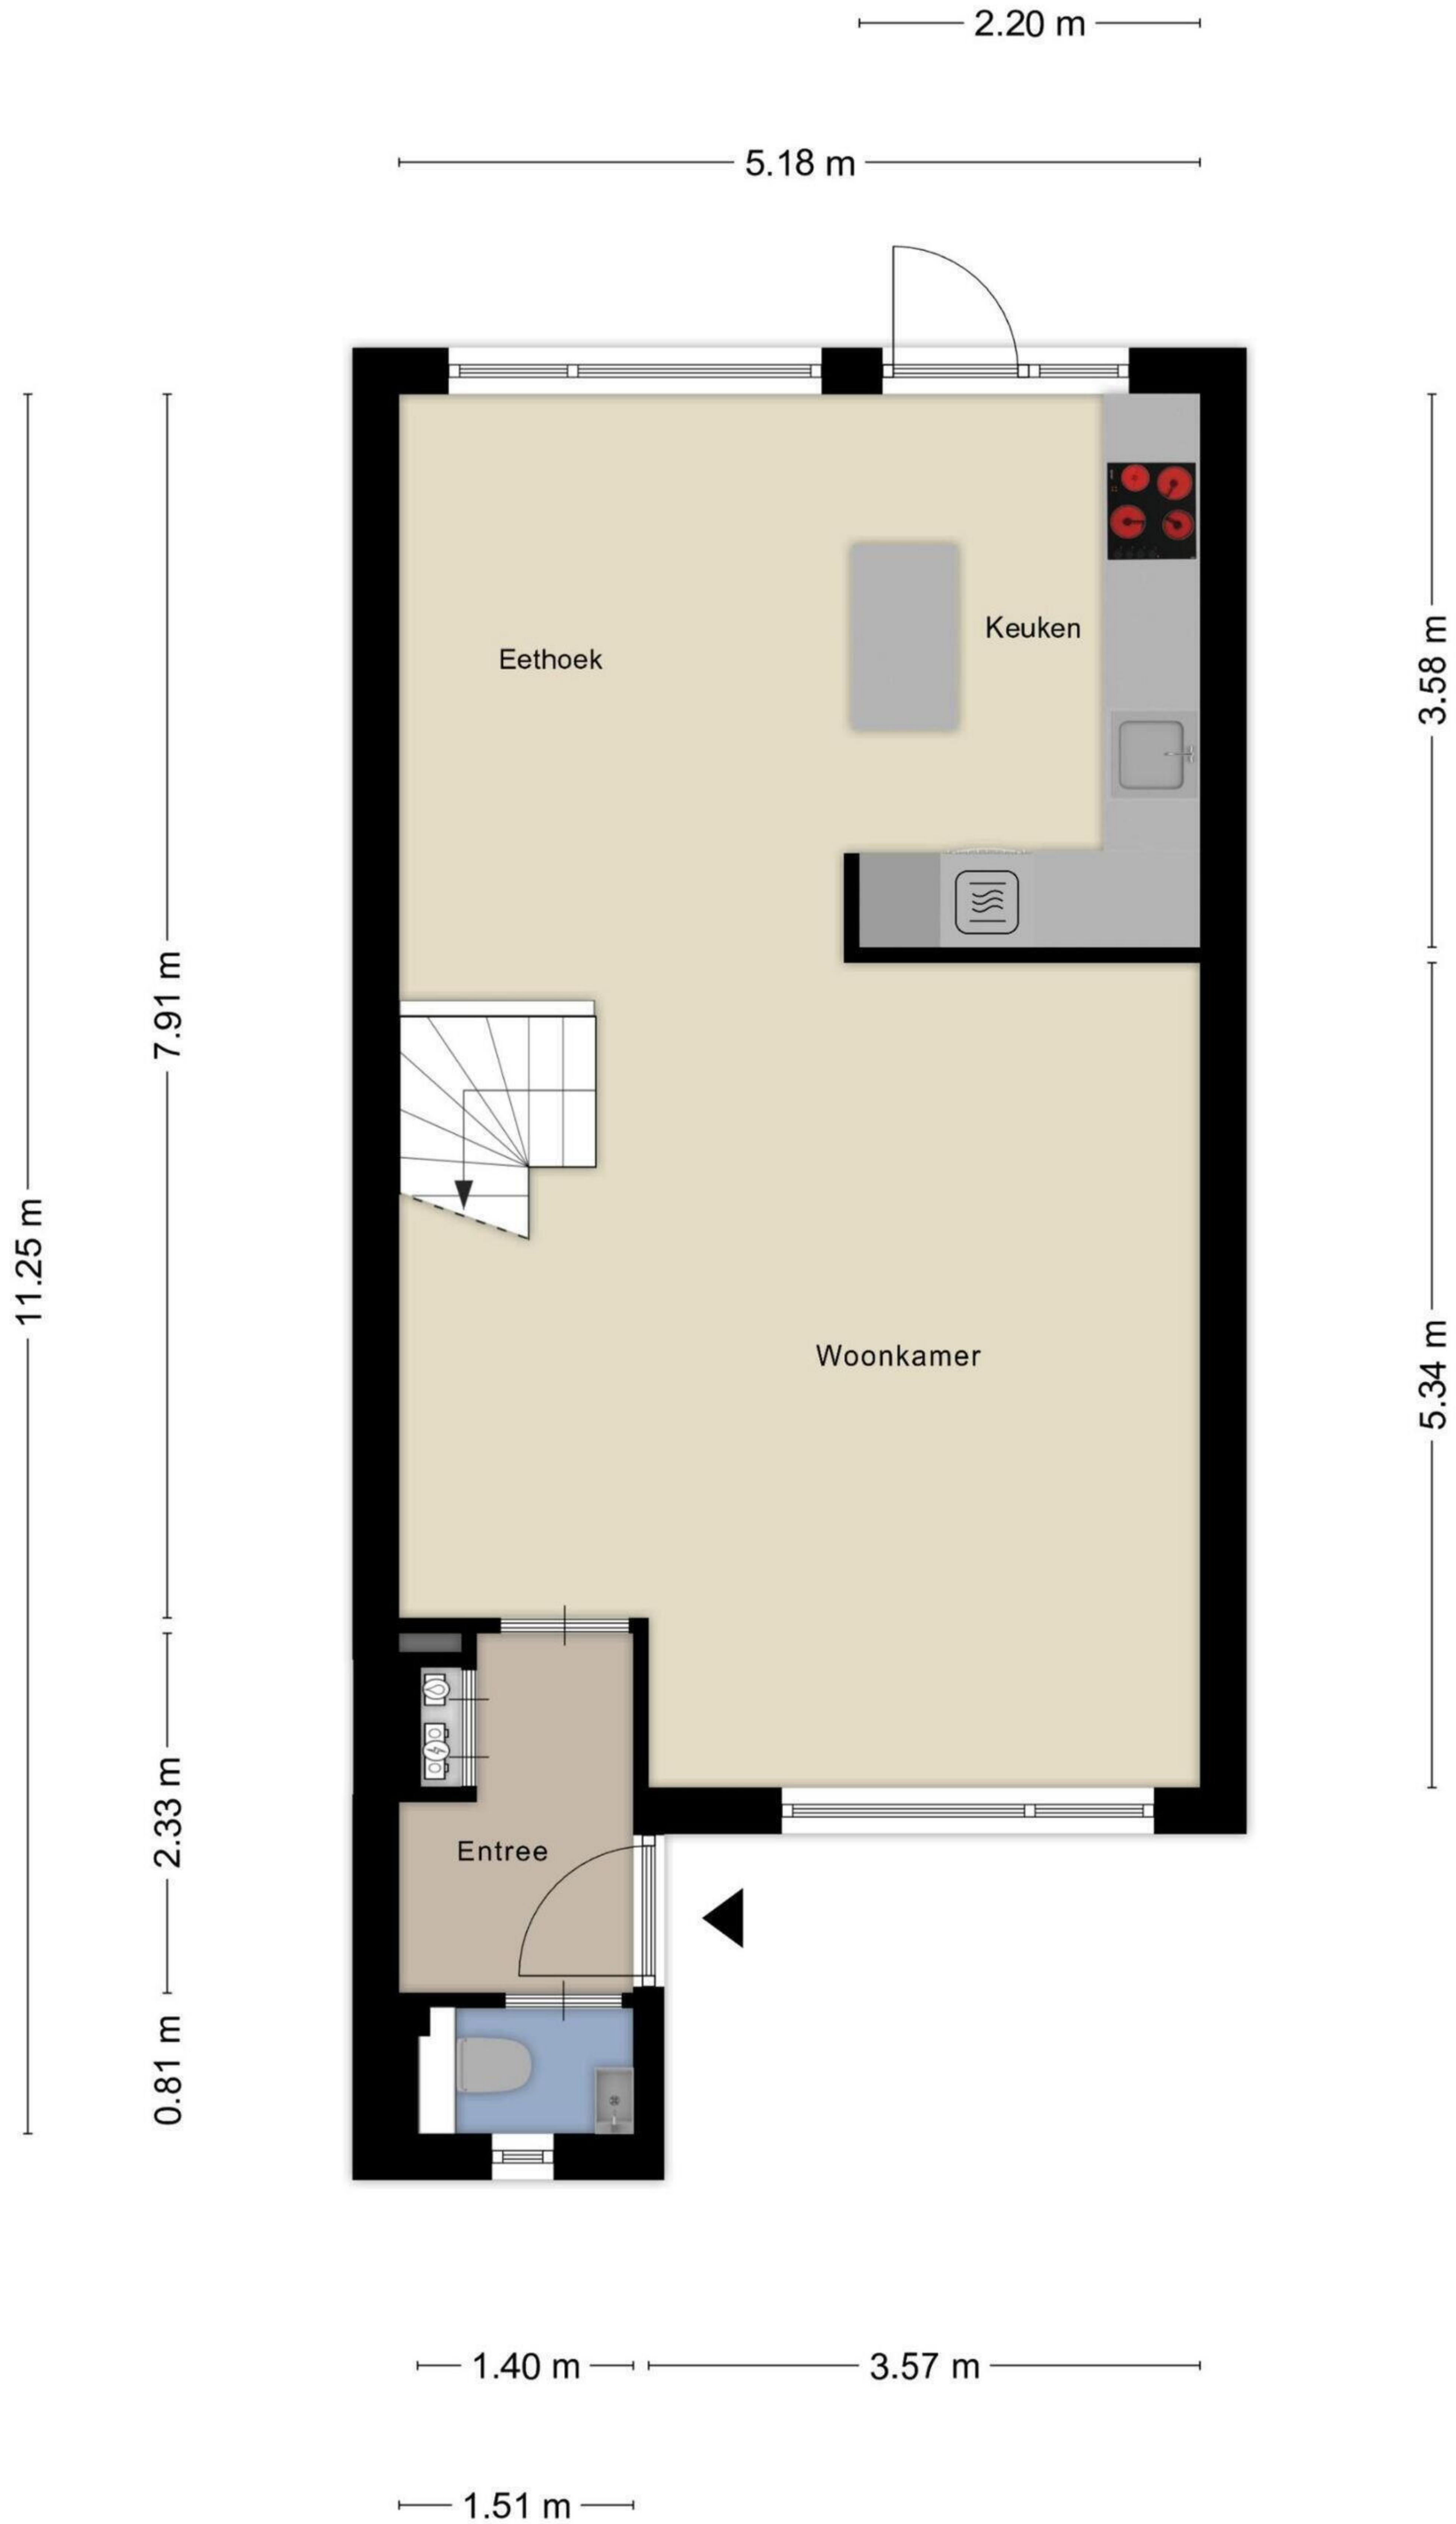 2.20 m
5.18 m
Keuken
Eethoek
3.58 m
7.91 m
11.25 m
Woonkamer
5.34 m
2.33 m
Entree
0.81 m
1.40 m
3.57 m
1.51 m